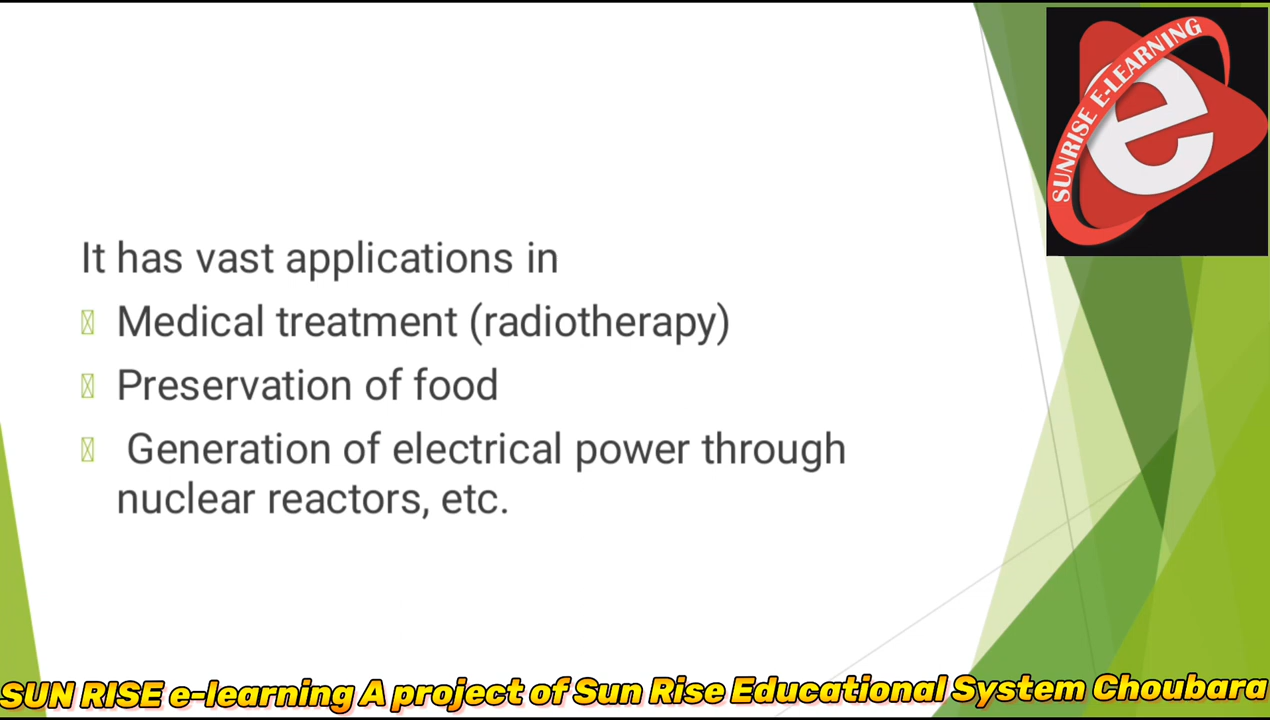 SUNRISE E-LEARNING
e
It has vast applications in
Medical treatment (radiotherapy)
Preservation of food
Generation of electrical power through
nuclear reactors, etc.
SUN RISE e-learning A project of Sun Rise Educational System Choubara